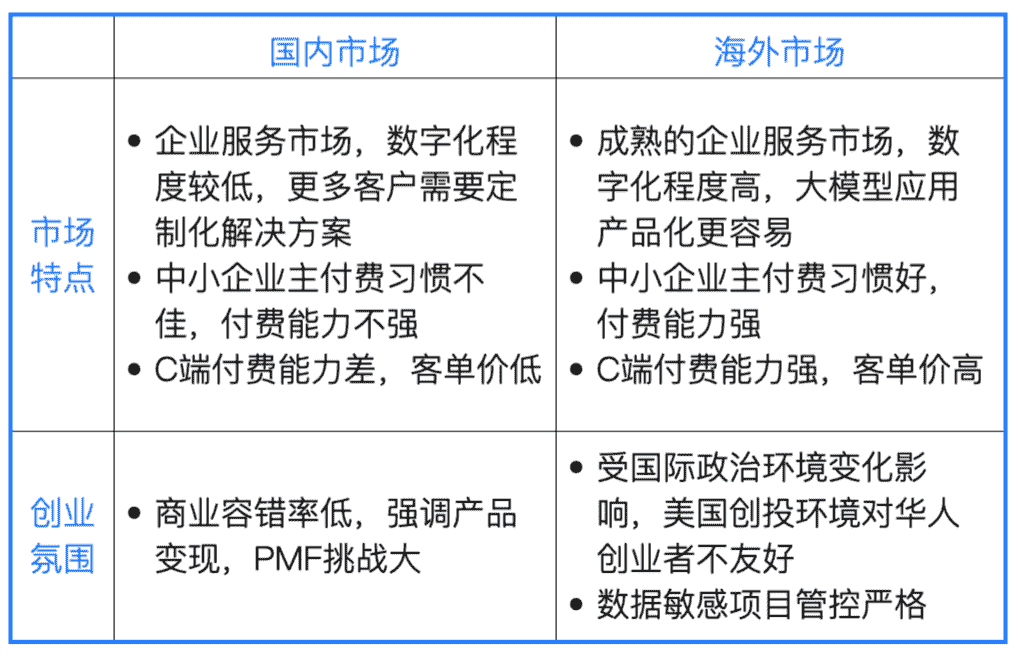 国内市场
海外市场
市场
特点
• 企业服务市场，数字化程
度较低，更多客户需要定
制化解决方案
• 中小企业主付费习惯不
佳，付费能力不强
• C端付费能力差，客单价低
• 成熟的企业服务市场，数
字化程度高，大模型应用
产品化更容易
• 中小企业主付费习惯好，
付费能力强
• C端付费能力强，客单价高
创业
氛围
• 商业容错率低，强调产品
变现，PMF挑战大
• 受国际政治环境变化影
响，美国创投环境对华人
创业者不友好
• 数据敏感项目管控严格